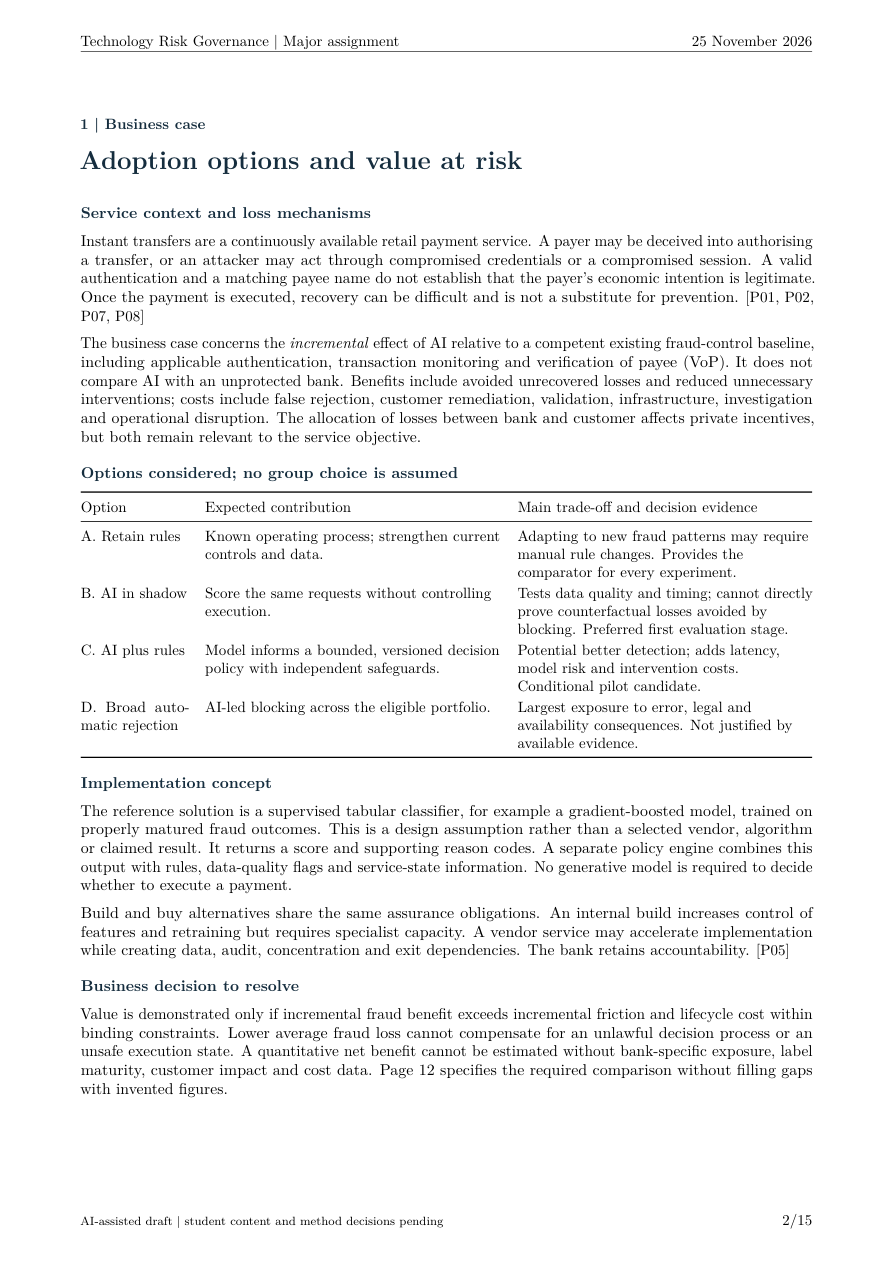 Technology Risk Governance | Major assignment 25 November 2026
1 | Business case
Adoption options and value at risk
Service context and loss mechanisms
Instant transfers are a continuously available retail payment service. A payer may be deceived into authorising
a transfer, or an attacker may act through compromised credentials or a compromised session. A valid
authentication and a matching payee name do not establish that the payer's economic intention is legitimate.
Once the payment is executed, recovery can be difficult and is not a substitute for prevention. [P01, P02,
P07, P08]
The business case concerns the incremental effect of AI relative to a competent existing fraud-control baseline,
including applicable authentication, transaction monitoring and verification of payee (VoP). It does not
compare AI with an unprotected bank. Benefits include avoided unrecovered losses and reduced unnecessary
interventions; costs include false rejection, customer remediation, validation, infrastructure, investigation
and operational disruption. The allocation of losses between bank and customer affects private incentives,
but both remain relevant to the service objective.
Options considered; no group choice is assumed
Option Expected contribution Main trade-off and decision evidence
A. Retain rules Known operating process; strengthen current Adapting to new fraud patterns may require
controls and data. manual rule changes. Provides the
comparator for every experiment.
B. AI in shadow Score the same requests without controlling Tests data quality and timing; cannot directly
execution. prove counterfactual losses avoided by
blocking. Preferred first evaluation stage.
C. AI plus rules Model informs a bounded, versioned decision Potential better detection; adds latency,
policy with independent safeguards. model risk and intervention costs.
Conditional pilot candidate.
D. Broad auto- AI-led blocking across the eligible portfolio. Largest exposure to error, legal and
matic rejection availability consequences. Not justified by
available evidence.
Implementation concept
The reference solution is a supervised tabular classifier, for example a gradient-boosted model, trained on
properly matured fraud outcomes. This is a design assumption rather than a selected vendor, algorithm
or claimed result. It returns a score and supporting reason codes. A separate policy engine combines this
output with rules, data-quality flags and service-state information. No generative model is required to decide
whether to execute a payment.
Build and buy alternatives share the same assurance obligations. An internal build increases control of
features and retraining but requires specialist capacity. A vendor service may accelerate implementation
while creating data, audit, concentration and exit dependencies. The bank retains accountability. [P05]
Business decision to resolve
Value is demonstrated only if incremental fraud benefit exceeds incremental friction and lifecycle cost within
binding constraints. Lower average fraud loss cannot compensate for an unlawful decision process or an
unsafe execution state. A quantitative net benefit cannot be estimated without bank-specific exposure, label
maturity, customer impact and cost data. Page 12 specifies the required comparison without filling gaps
with invented figures.
AI-assisted draft | student content and method decisions pending 2/15